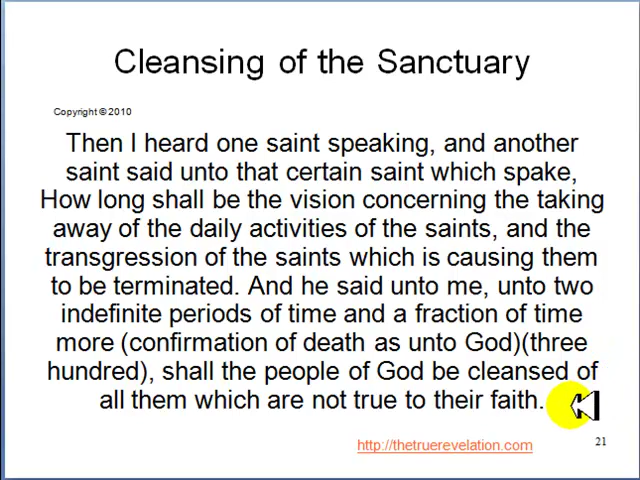 Cleansing of the Sanctuary
Copyright © 2010
Then I heard one saint speaking, and another
saint said unto that certain saint which spake,
How long shall be the vision concerning the taking
away of the daily activities of the saints, and the
transgression of the saints which is causing them
to be terminated. And he said unto me, unto two
indefinite periods of time and a fraction of time
more (confirmation of death as unto God)(three
hundred), shall the people of God be cleansed of
all them which are not true to their faith.
http://thetruerevelation.com
21